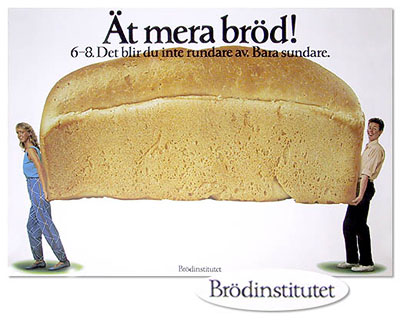 Ät mera bröd!
6–8. Det blir du inte rundare av. Bara sundare.
Brödinstitutet
Brödinstitutet